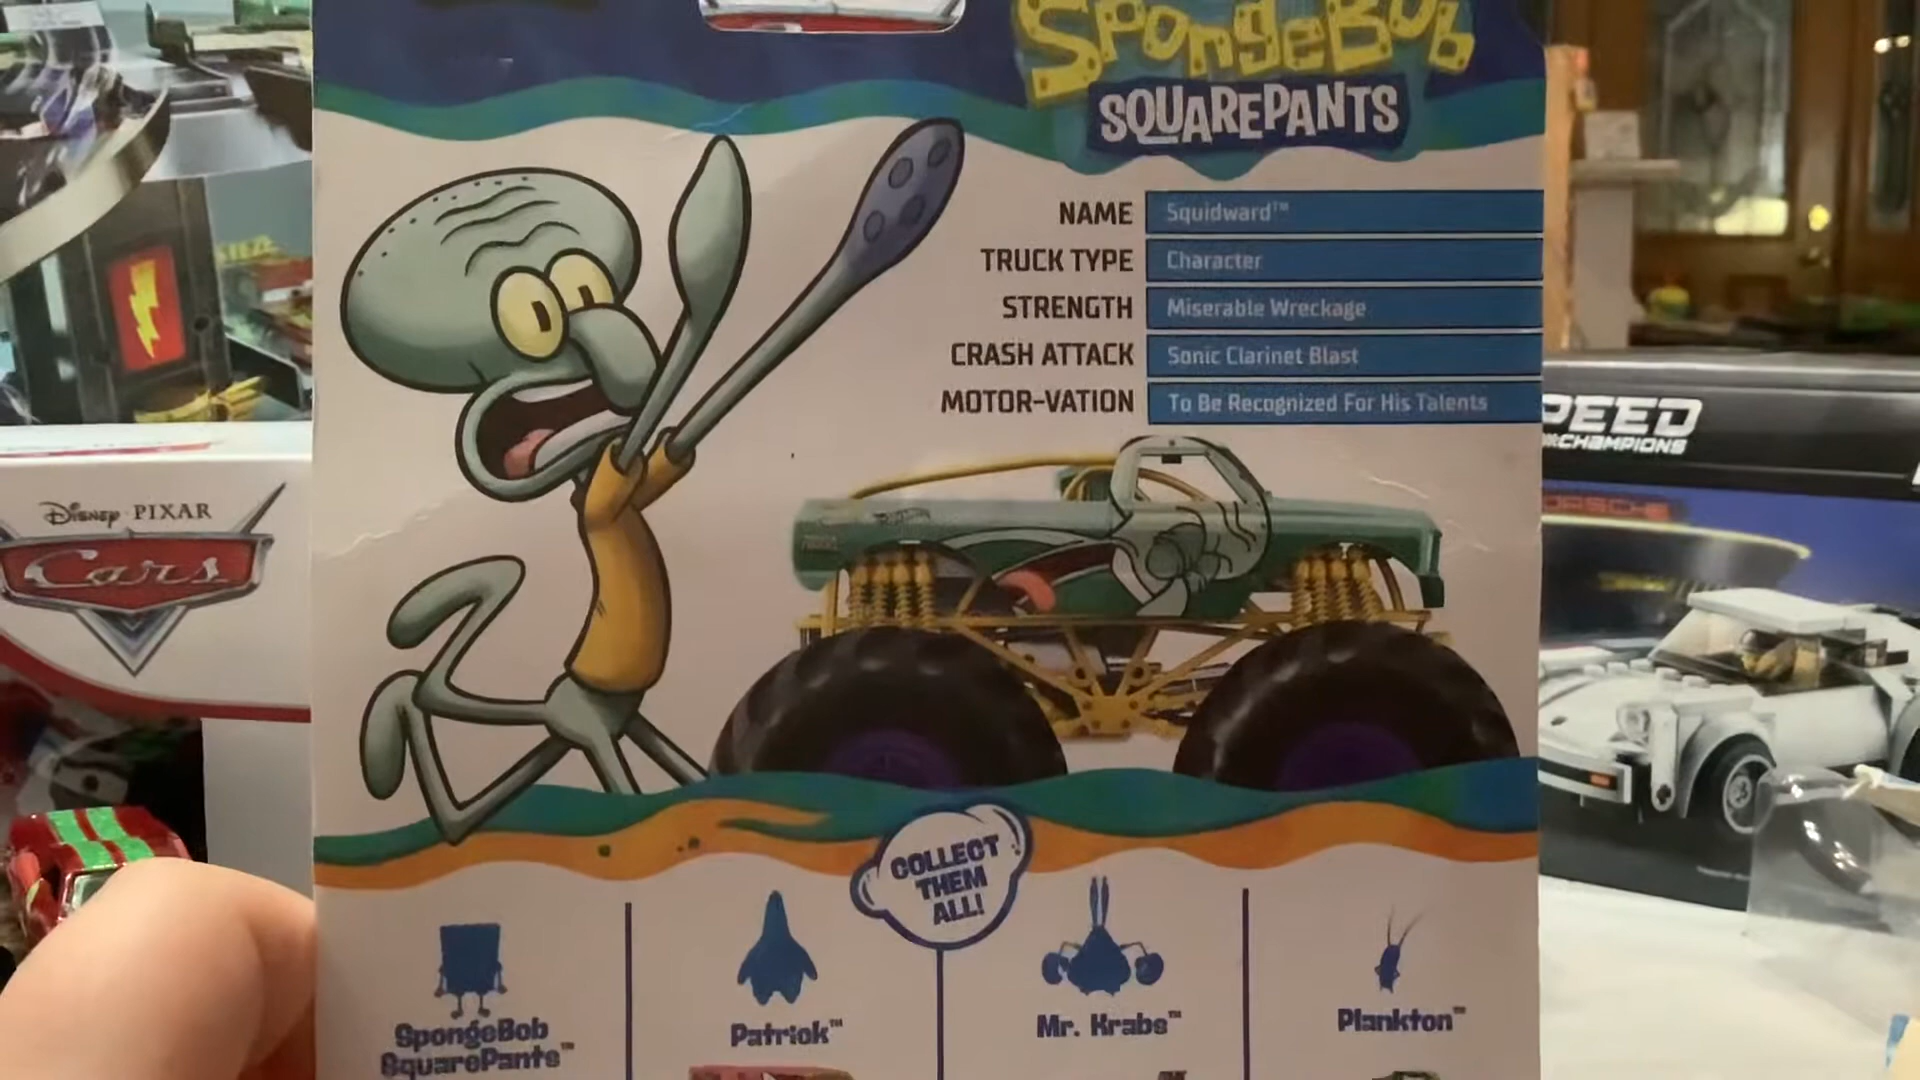 SPONGEBOB
SQUAREPANTS
NAME Squidward™
TRUCK TYPE Character
STRENGTH Miserable Wreckage
CRASH ATTACK Sonic Clarinet Blast
MOTOR-VATION To Be Recognized For His Talents
COLLECT
THEM
ALL!
SpongeBob
SquarePants™
Patrick™
Mr. Krabs™
Plankton™
Disney PIXAR
Cars
PEED
CHAMPIONS
PORSCHE